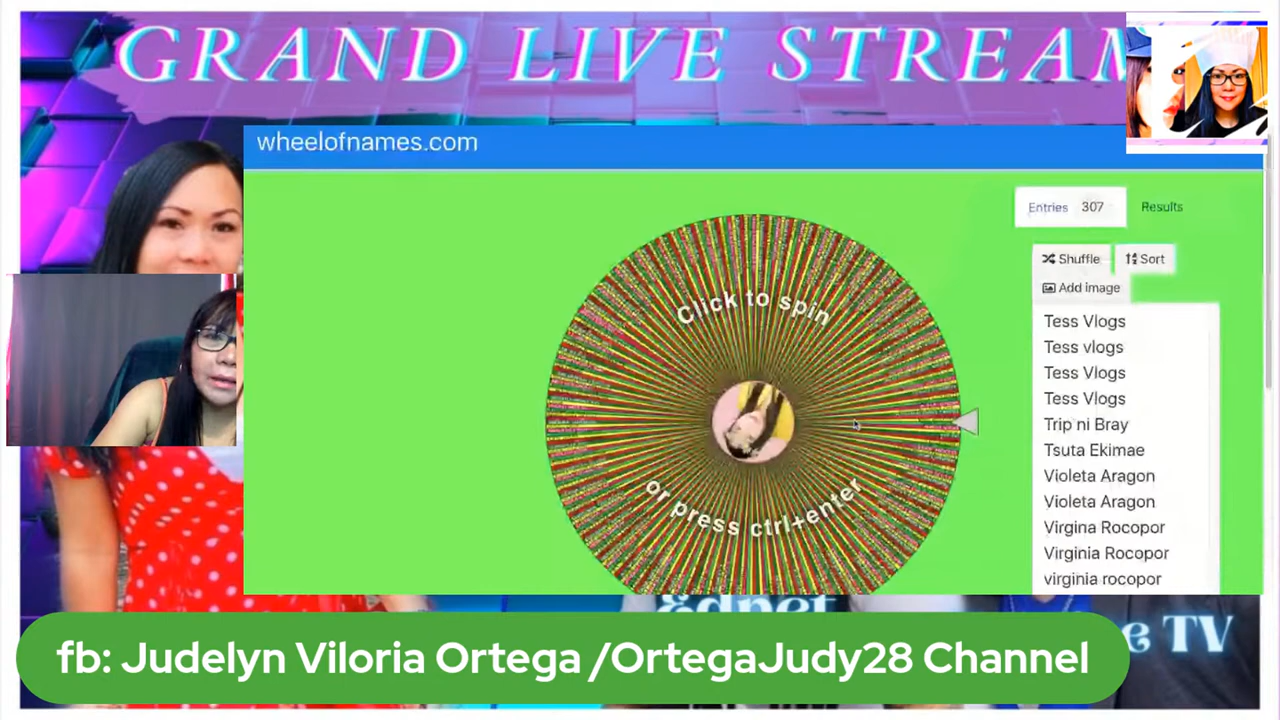 GRAND LIVE STREAM
wheelofnames.com
Entries 307 Results
Shuffle Sort
Add image
Click to spin
or press ctrl+enter
Tess Vlogs
Tess vlogs
Tess Vlogs
Tess Vlogs
Trip ni Bray
Tsuta Ekimae
Violeta Aragon
Violeta Aragon
Virgina Rocopor
Virginia Rocopor
virginia rocopor
e TV
fb: Judelyn Viloria Ortega /OrtegaJudy28 Channel